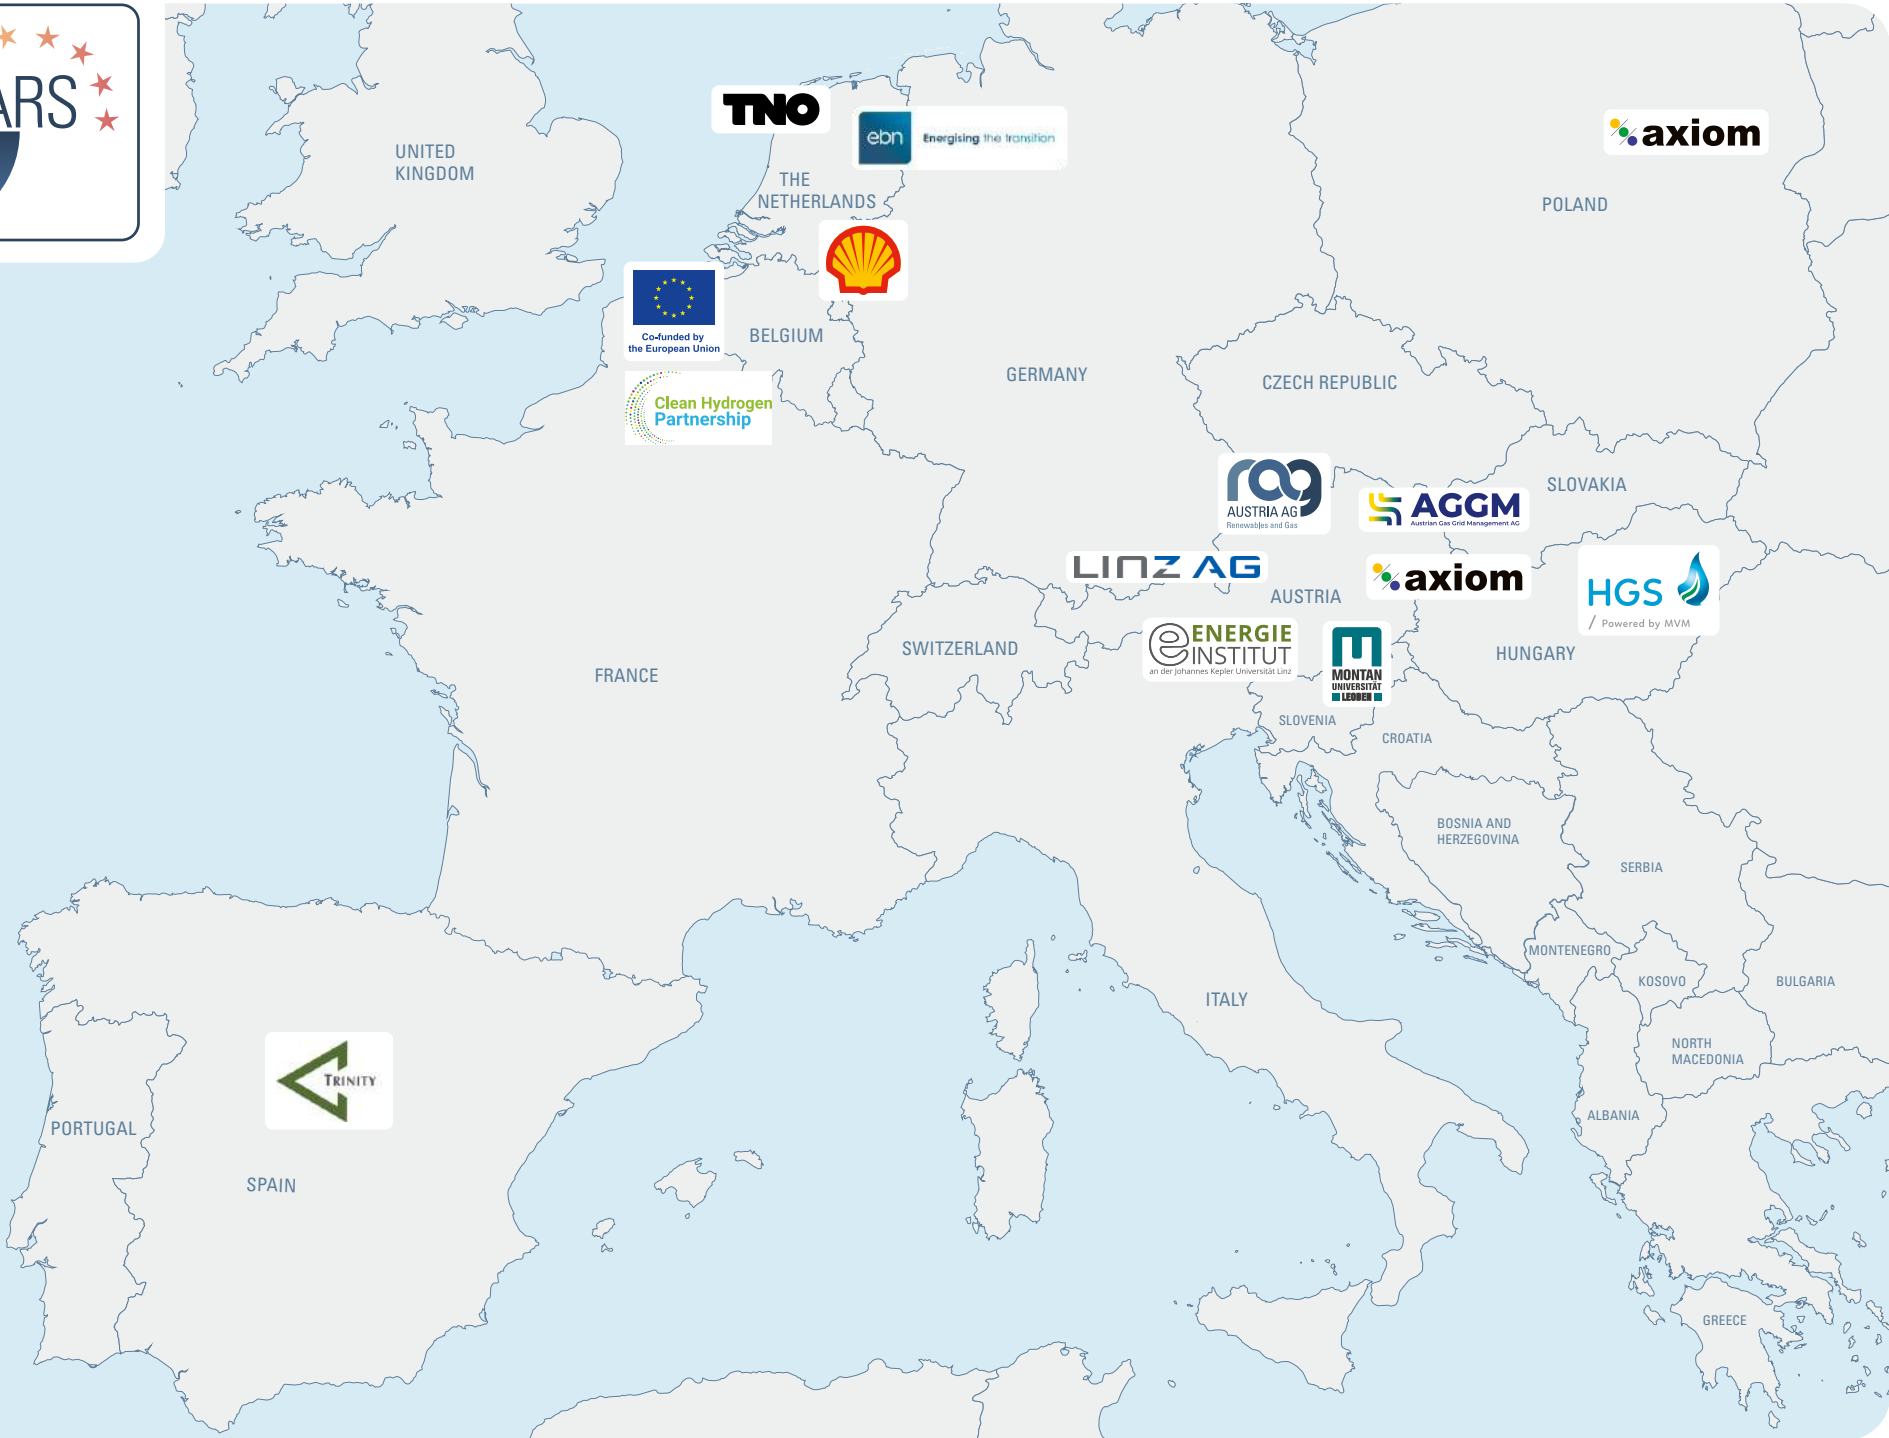 ARS
TNO
ebn Energising the transition
axiom
UNITED
KINGDOM
THE
NETHERLANDS
POLAND
Co-funded by
the European Union
BELGIUM
GERMANY
CZECH REPUBLIC
Clean Hydrogen
Partnership
rag
AUSTRIA AG
Renewables and Gas
AGGM
Austrian Gas Grid Management AG
SLOVAKIA
LINZ AG
axiom
HGS
/ Powered by MVM
AUSTRIA
ENERGIE
INSTITUT
an der Johannes Kepler Universität Linz
MONTAN
UNIVERSITÄT
LEOBEN
SWITZERLAND
HUNGARY
FRANCE
SLOVENIA
CROATIA
BOSNIA AND
HERZEGOVINA
SERBIA
MONTENEGRO
KOSOVO
BULGARIA
ITALY
NORTH
MACEDONIA
TRINITY
ALBANIA
PORTUGAL
SPAIN
GREECE